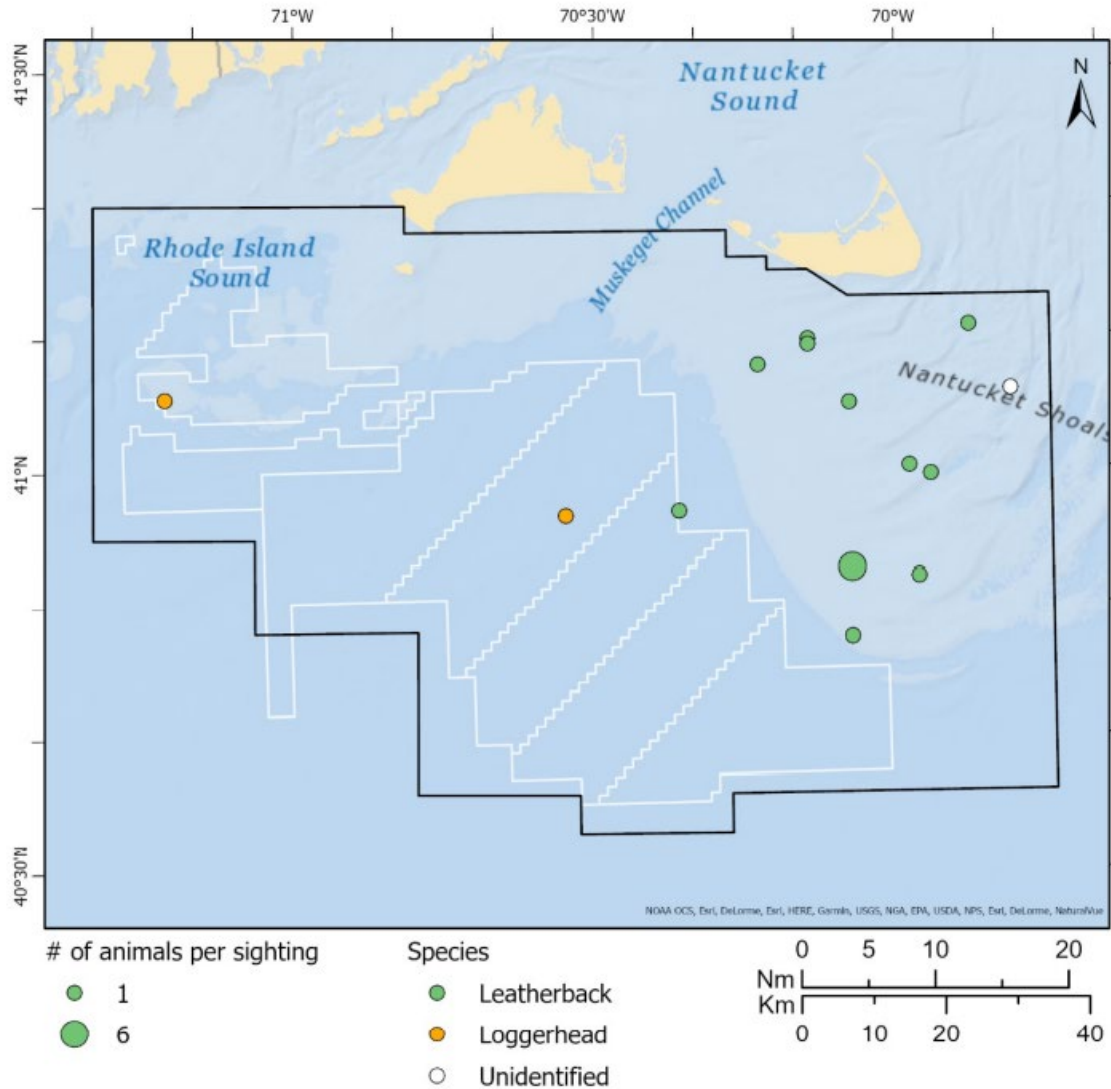 71°W 70°30'W 70°W
41°30'N
Nantucket
Sound
N
Muskeget Channel
Rhode Island
Sound
Nantucket Shoals
41°N
40°30'N
NOAA OCS, Esri, DeLorme, Esri, HERE, Garmin, USGS, NGA, EPA, USDA, NPS, Esri, DeLorme, NaturalVue
# of animals per sighting
1
6
Species
Leatherback
Loggerhead
Unidentified
0 5 10 20
Nm
Km
0 10 20 40